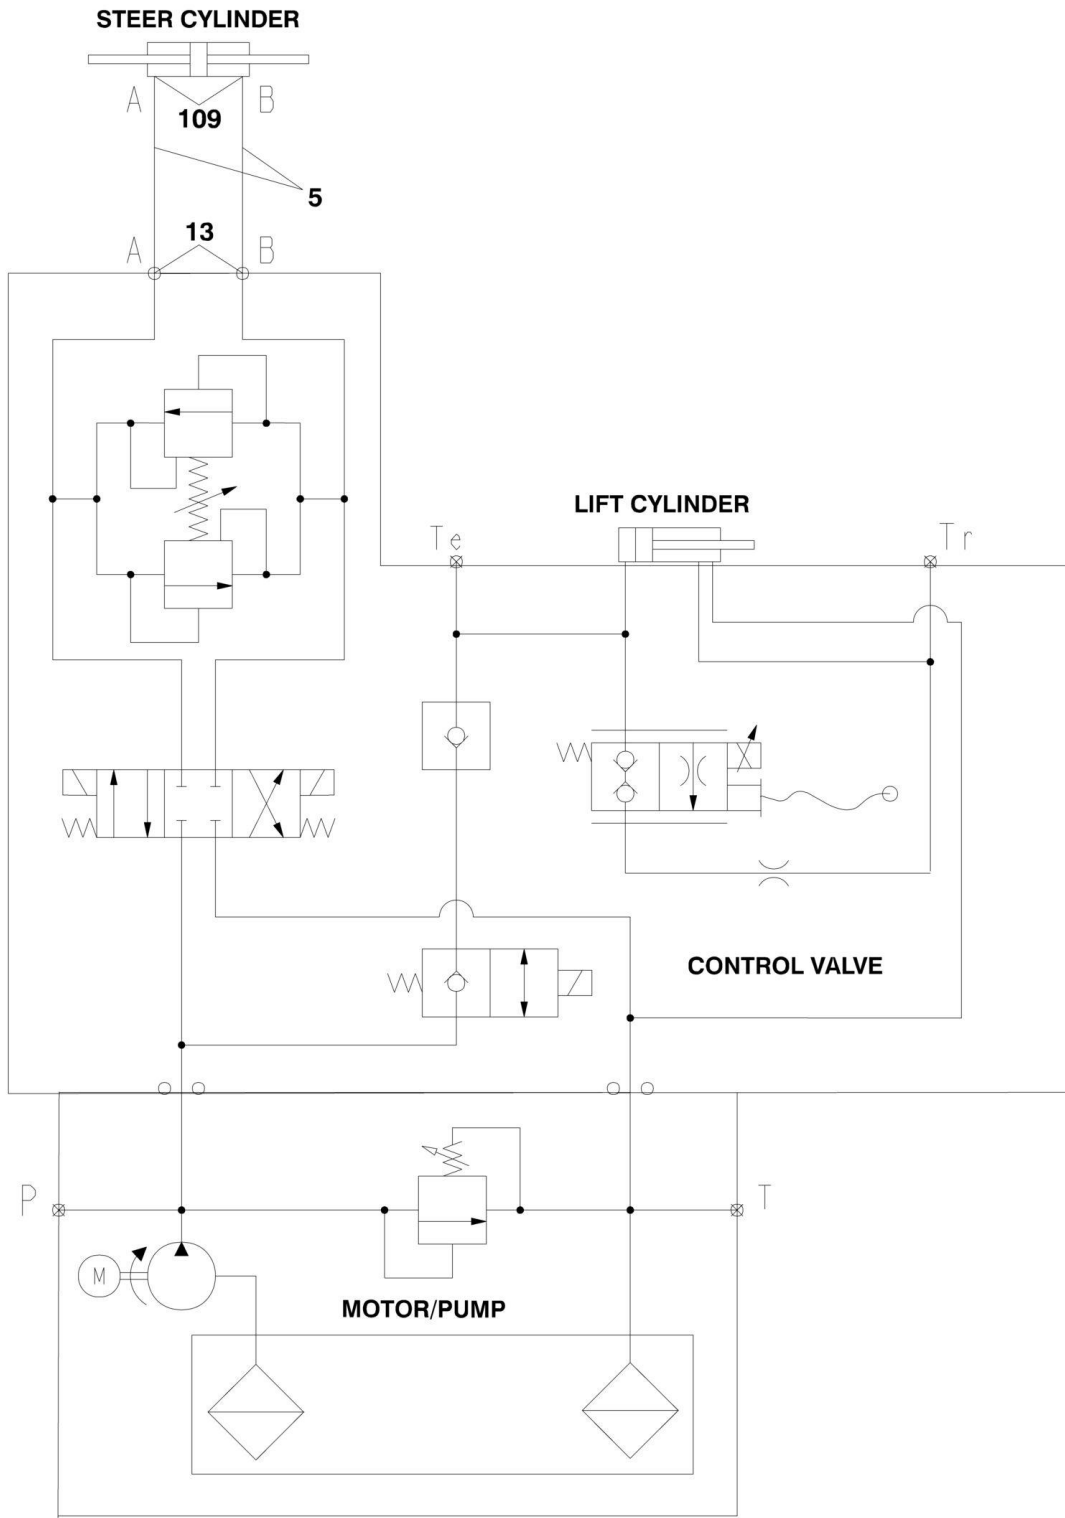 STEER CYLINDER
A B
109
5
13
A B
LIFT CYLINDER
Te Tr
CONTROL VALVE
P T
M
MOTOR/PUMP